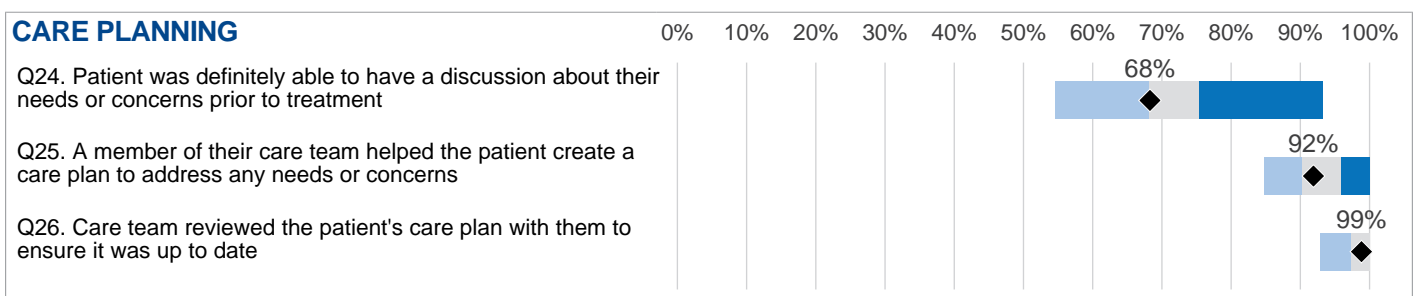 CARE PLANNING
0% 10% 20% 30% 40% 50% 60% 70% 80% 90% 100%
Q24. Patient was definitely able to have a discussion about their
needs or concerns prior to treatment
68%
Q25. A member of their care team helped the patient create a
care plan to address any needs or concerns
92%
Q26. Care team reviewed the patient's care plan with them to
ensure it was up to date
99%